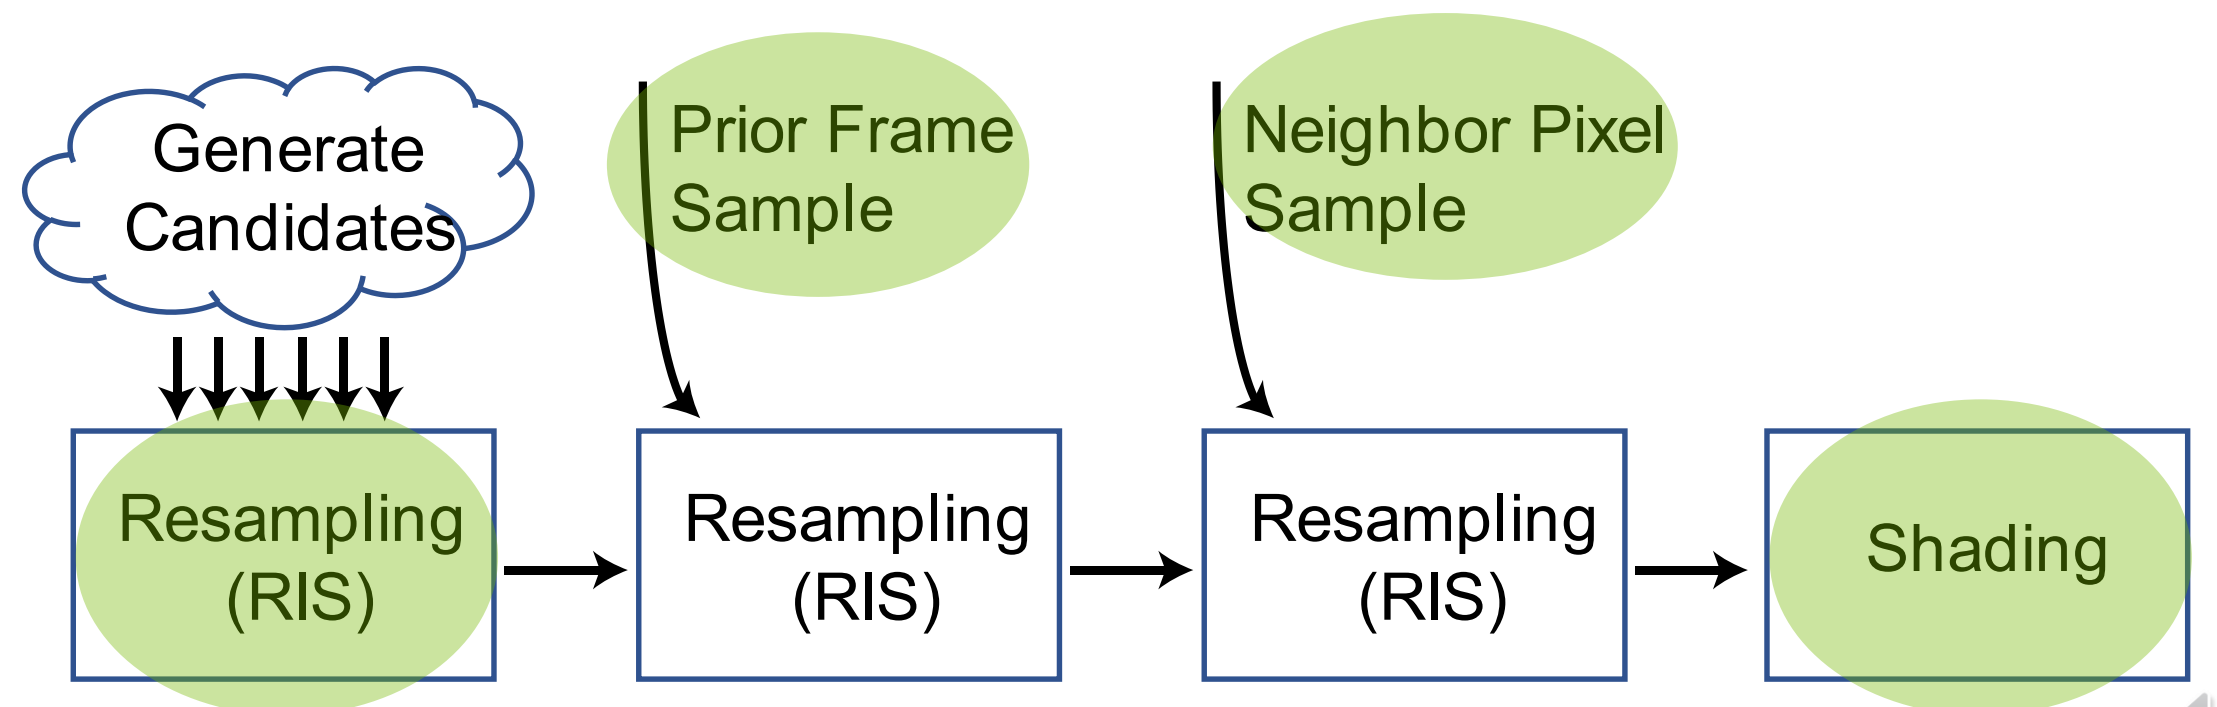 Generate
Candidates
Prior Frame
Sample
Neighbor Pixel
Sample
Resampling
(RIS)
Resampling
(RIS)
Resampling
(RIS)
Shading